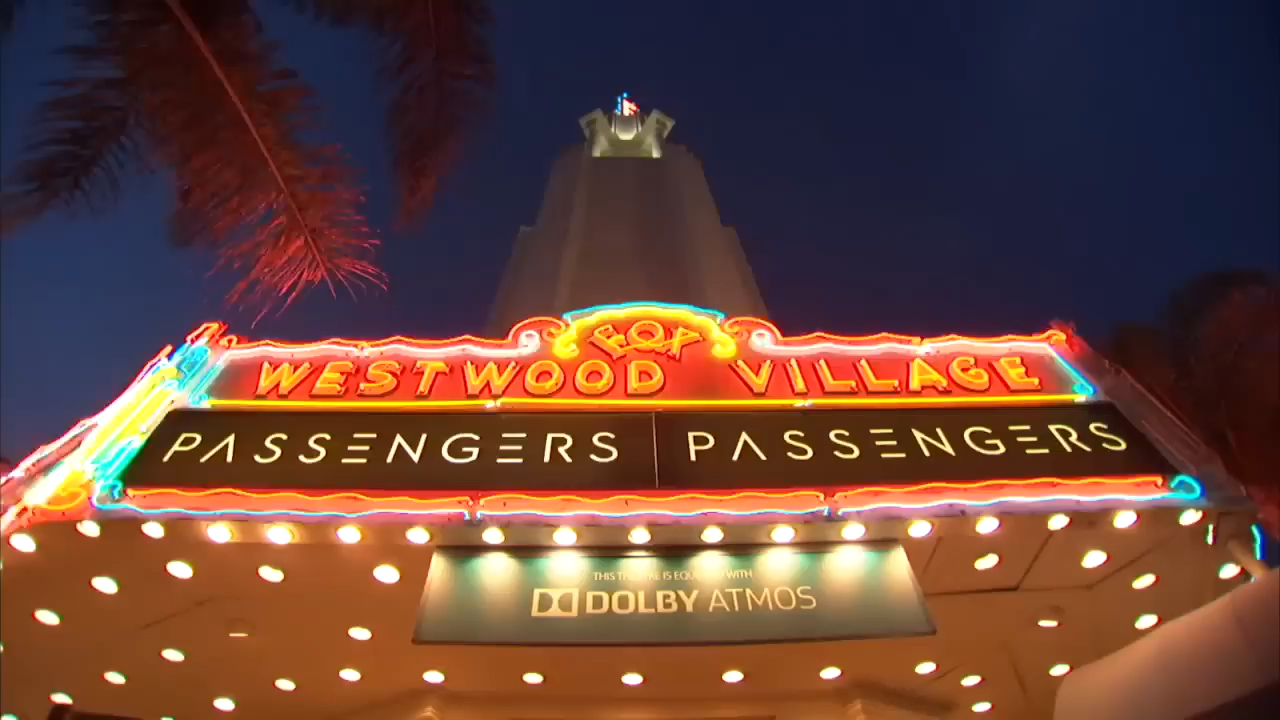 FOX
WESTWOOD VILLAGE
PASSENGERS PASSENGERS
THIS THEATRE IS EQUIPPED WITH
DOLBY ATMOS